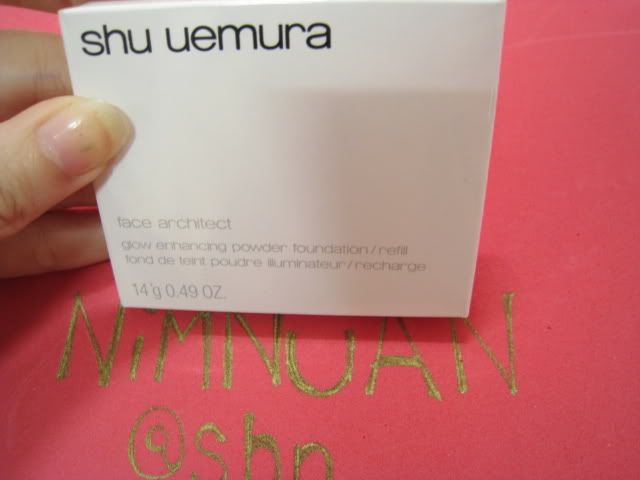 shu uemura
face architect
glow enhancing powder foundation/refill
fond de teint poudre illuminateur/recharge
14 g 0.49 OZ.
NiMNUAN
@sbn